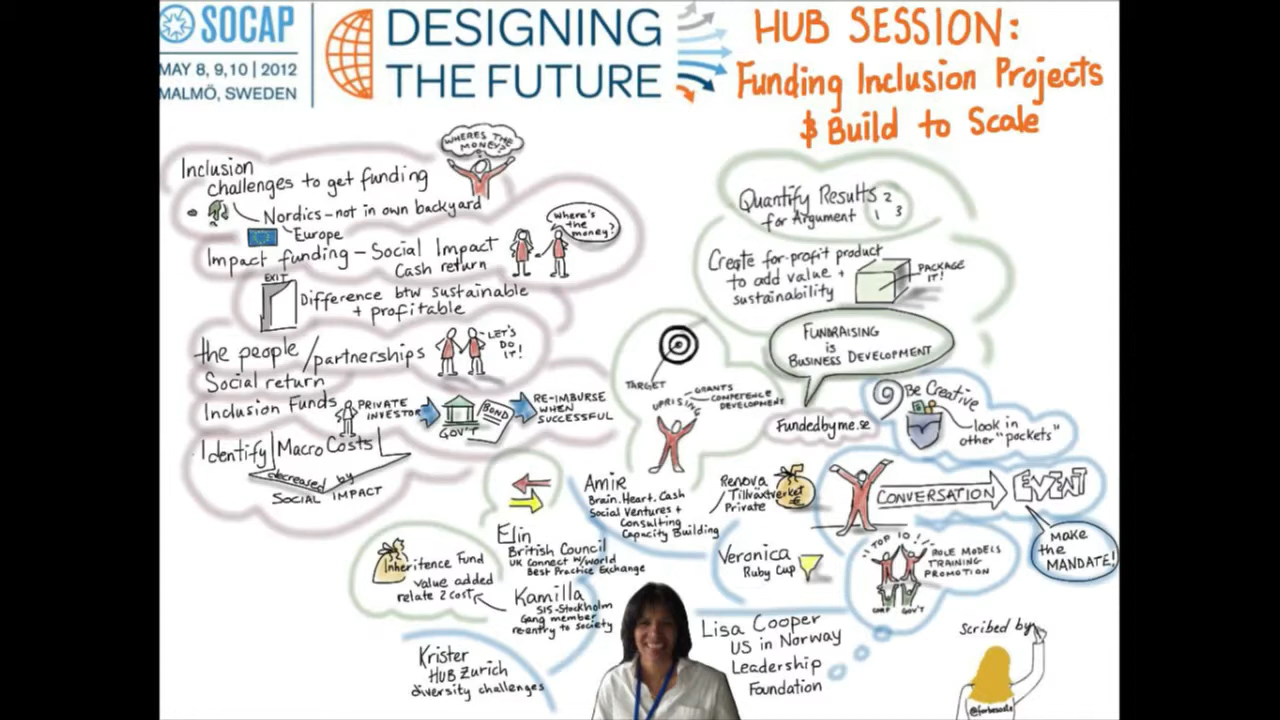 SOCAP
MAY 8, 9, 10 | 2012
MALMÖ, SWEDEN
DESIGNING
THE FUTURE
HUB SESSION:
Funding Inclusion Projects
& Build to Scale
WHERES THE
MONEY?
Inclusion
challenges to get funding
Nordics - not in own backyard
Europe
Impact funding - Social Impact
Cash return
Where's
the
money?
EXIT
Difference btw sustainable
+ profitable
the people/partnerships
LET'S
DO
IT!
Social return
Inclusion Funds
PRIVATE
INVESTOR
GOV'T
BOND
RE-IMBURSE
WHEN
SUCCESSFUL
Identify Macro Costs
decreased by
SOCIAL IMPACT
Quantify Results
for Argument
1 2 3
Create for-profit product
to add value +
sustainability
PACKAGE
IT!
FUNDRAISING
is
BUSINESS DEVELOPMENT
Fundedbyme.se
TARGET
UPRISING
GRANTS
COMPETENCE
DEVELOPMENT
Be Creative
look in
other "pockets"
Amir
Brain. Heart. Cash
Social Ventures +
Consulting
Capacity Building
Renova
Tillväxtverket
Private
CONVERSATION
EVENT
Make
the
MANDATE!
Elin
British Council
UK Connect w/world
Best Practice Exchange
Veronica
Ruby Cup
TOP 10!
ROLE MODELS
TRAINING
PROMOTION
CORP
GOV'T
Inheritence Fund
value added
relate 2 cost
Kamilla
SIS-Stockholm
Gang member
re-entry to society
Krister
HUB Zurich
diversity challenges
Lisa Cooper
US in Norway
Leadership
Foundation
Scribed by